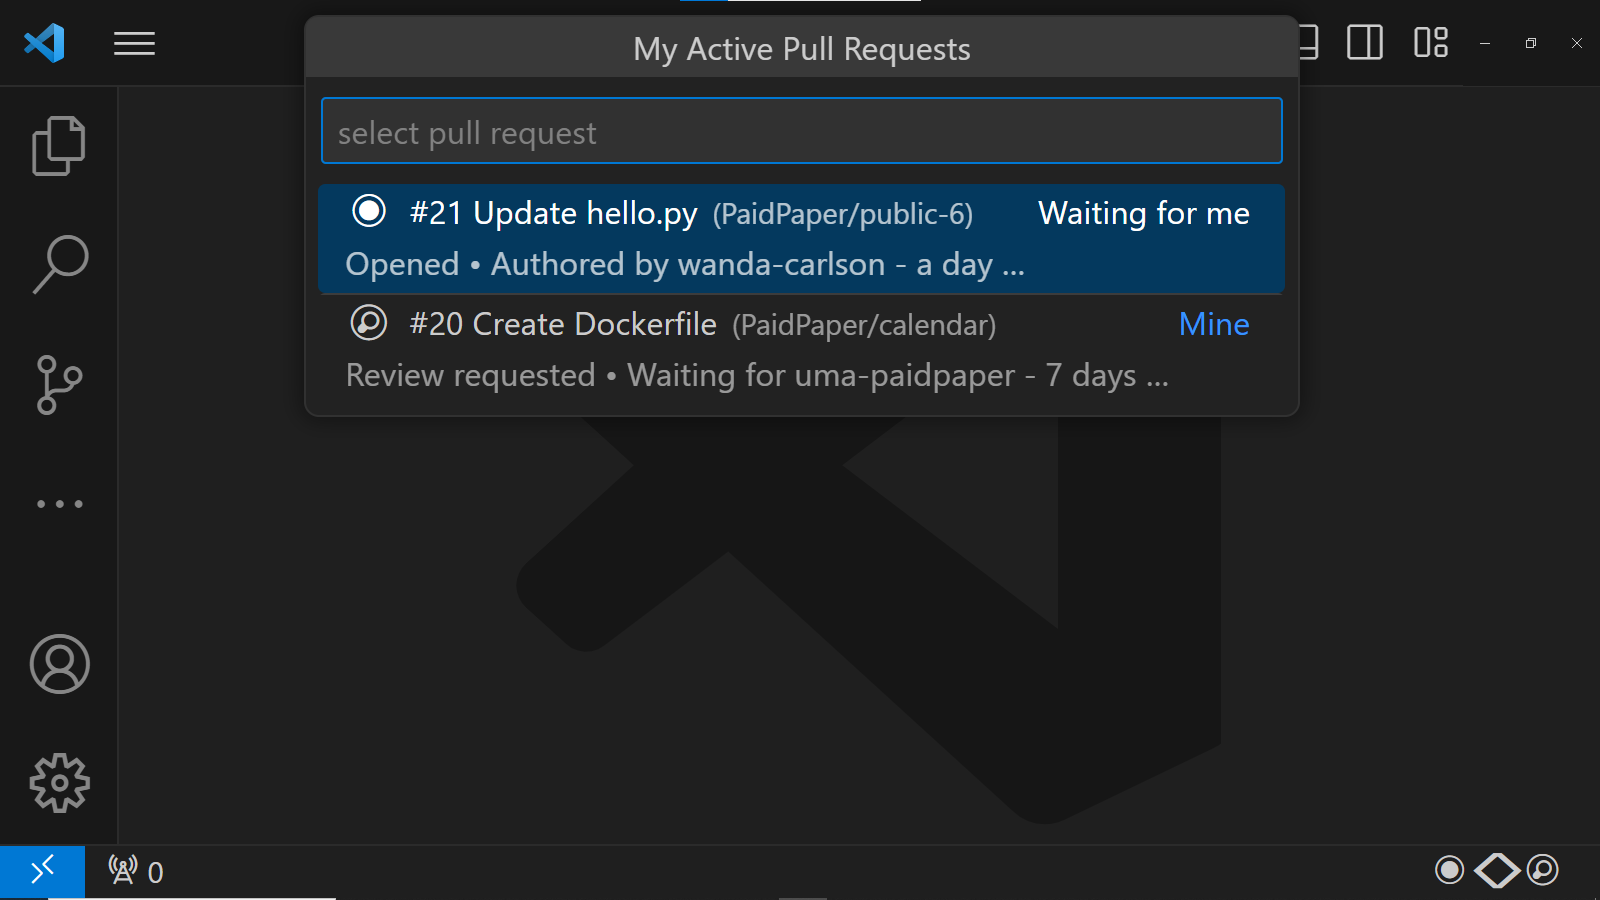 My Active Pull Requests
select pull request
#21 Update hello.py (PaidPaper/public-6) Waiting for me
Opened • Authored by wanda-carlson - a day ...
#20 Create Dockerfile (PaidPaper/calendar) Mine
Review requested • Waiting for uma-paidpaper - 7 days ...
0